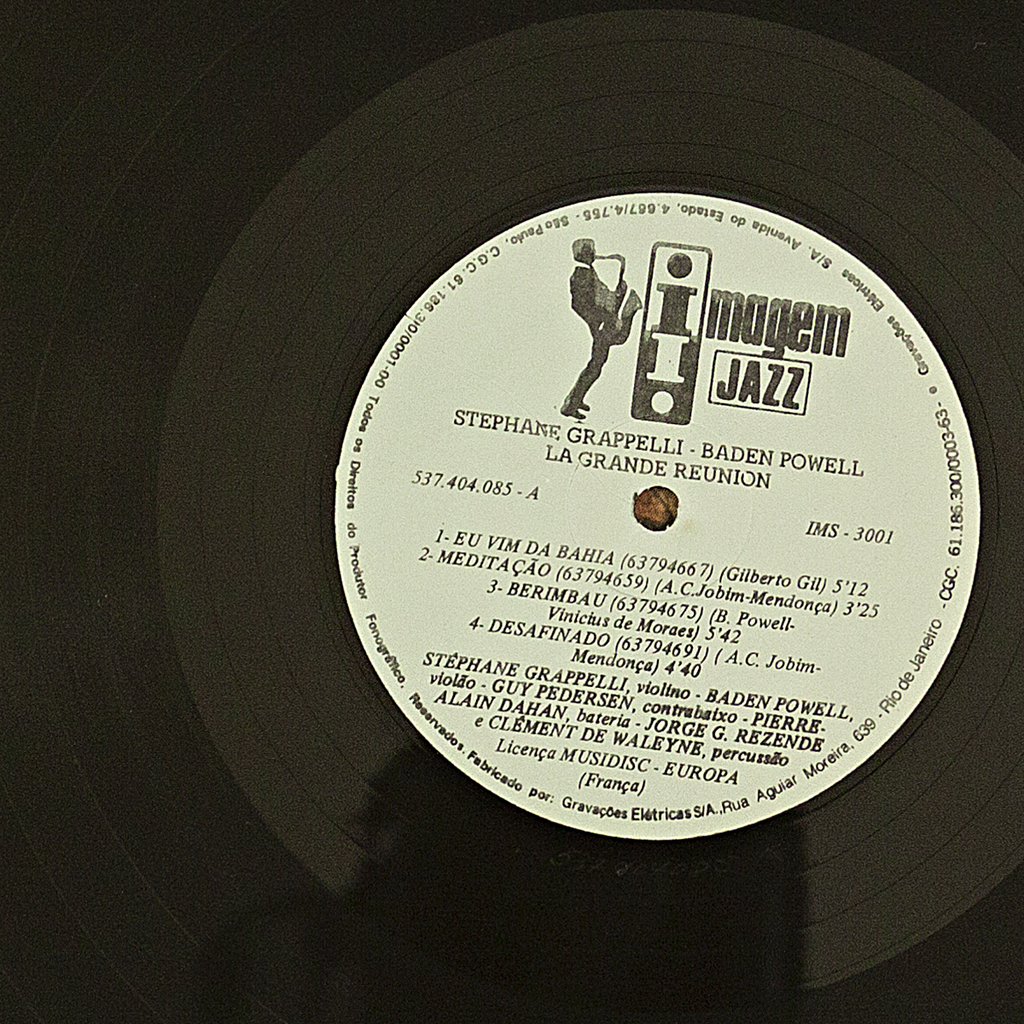 imagem
JAZZ
STEPHANE GRAPPELLI - BADEN POWELL
LA GRANDE REUNION
537.404.085 - A
IMS - 3001
1- EU VIM DA BAHIA (63794667) (Gilberto Gil) 5'12
2- MEDITAÇÃO (63794659) (A.C.Jobim-Mendonça) 3'25
3- BERIMBAU (63794675) (B. Powell-
Vinicius de Moraes) 5'42
4- DESAFINADO (63794691) ( A.C. Jobim-
Mendonça) 4'40
STÉPHANE GRAPPELLI, violino - BADEN POWELL,
violão - GUY PEDERSEN, contrabaixo - PIERRE-
ALAIN DAHAN, bateria - JORGE G. REZENDE
e CLÉMENT DE WALEYNE, percussão
Licença MUSIDISC - EUROPA
(França)
Todos os Direitos do Produtor Fonográfico. Reservados. Fabricado por: Gravações Elétricas S/A., Rua Aguiar Moreira, 639 - Rio de Janeiro - CGC. 61.186.300/0003-63 - e Gravações Elétricas S/A. Avenida do Estado, 4.667/4.755 - São Paulo, C.G.C. 61.186.310/0001-00